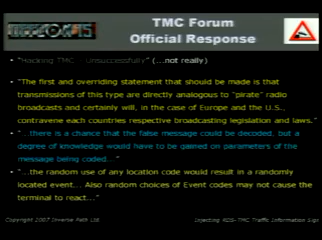 TMC Forum
Official Response
• "Hacking TMC - unsuccessfully" (...not really)
• "The first and overriding statement that should be made is that
transmissions of this type are directly analogous to "pirate" radio
broadcasts and certainly will, in the case of Europe and the U.S.,
contravene each countries respective broadcasting legislation and laws."
• "...there is a chance that the false message could be decoded, but a
degree of knowledge would have to be gained on parameters of the
message being coded..."
• "...the random use of any location code would result in a randomly
located event... Also random choices of Event codes may not cause the
terminal to react..."
Copyright 2007 Inverse Path Ltd
Injecting RDS-TMC Traffic Information Sign